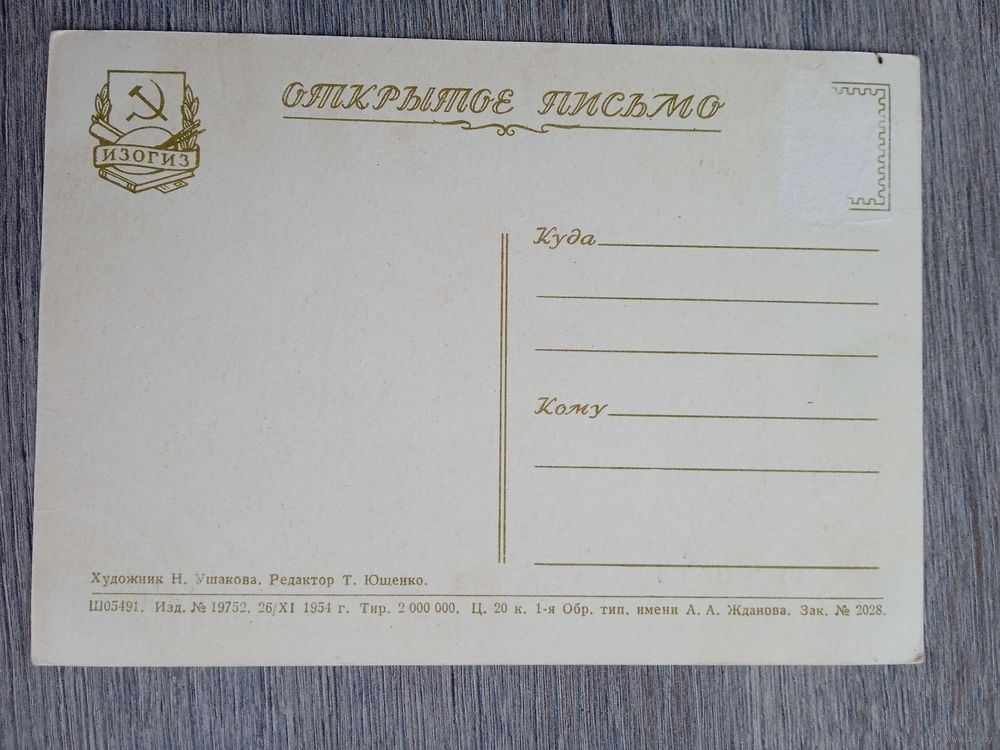 ОТКРЫТОЕ ПИСЬМО
ИЗОГИЗ
Куда
Кому
Художник Н. Ушакова. Редактор Т. Ющенко.
Ш05491. Изд. № 19752. 26/XI 1954 г. Тир. 2 000 000. Ц. 20 к. 1-я Обр. тип. имени А. А. Жданова. Зак. № 2028.